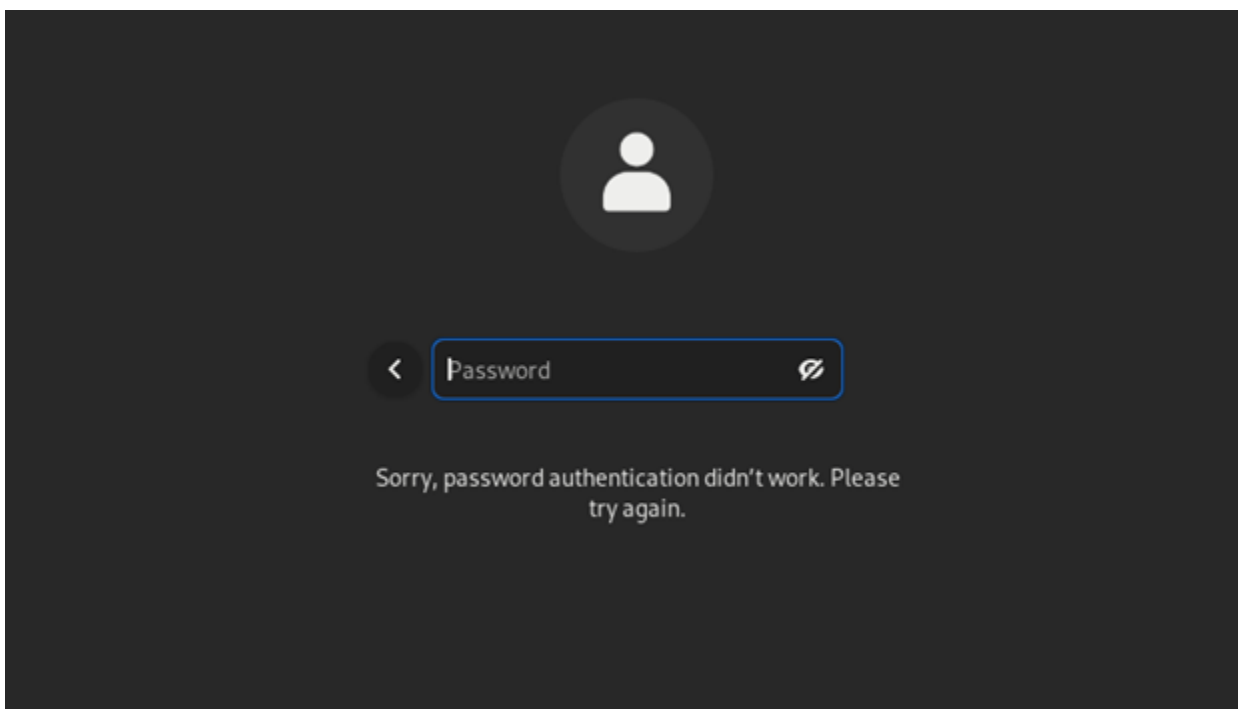 Password
Sorry, password authentication didn’t work. Please
try again.